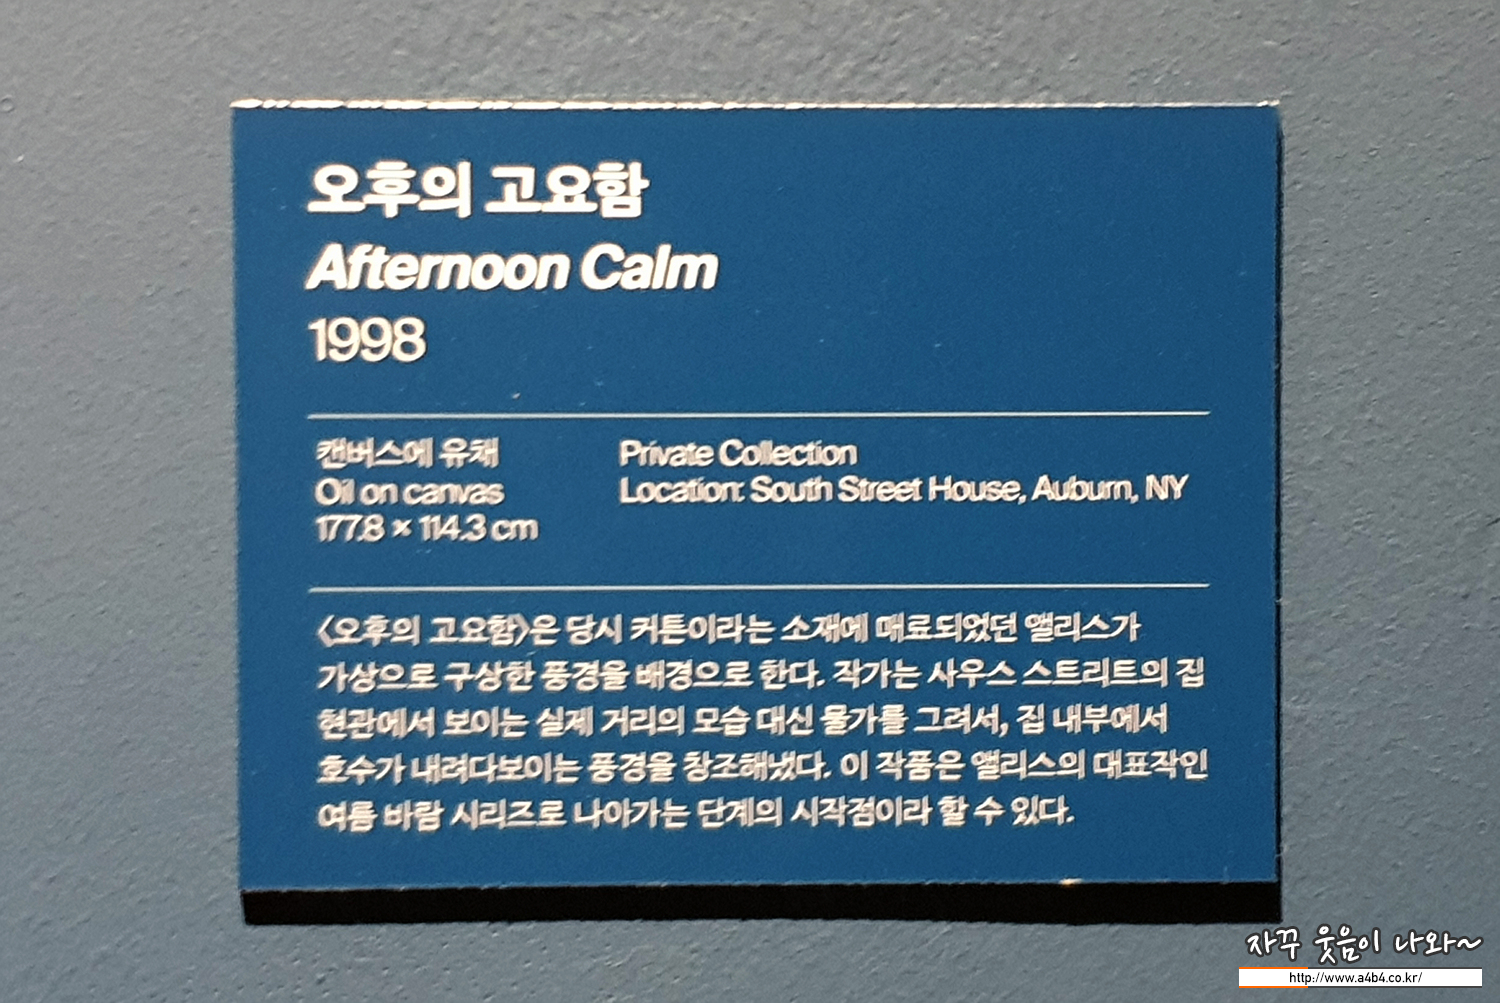 오후의 고요함
Afternoon Calm
1998
캔버스에 유채
Oil on canvas
177.8 × 114.3 cm
Private Collection
Location: South Street House, Auburn, NY
〈오후의 고요함〉은 당시 커튼이라는 소재에 매료되었던 앨리스가
가상으로 구상한 풍경을 배경으로 한다. 작가는 사우스 스트리트의 집
현관에서 보이는 실제 거리의 모습 대신 물가를 그려서, 집 내부에서
호수가 내려다보이는 풍경을 창조해냈다. 이 작품은 앨리스의 대표작인
여름 바람 시리즈로 나아가는 단계의 시작점이라 할 수 있다.
자꾸 웃음이 나와~
http://www.a4b4.co.kr/